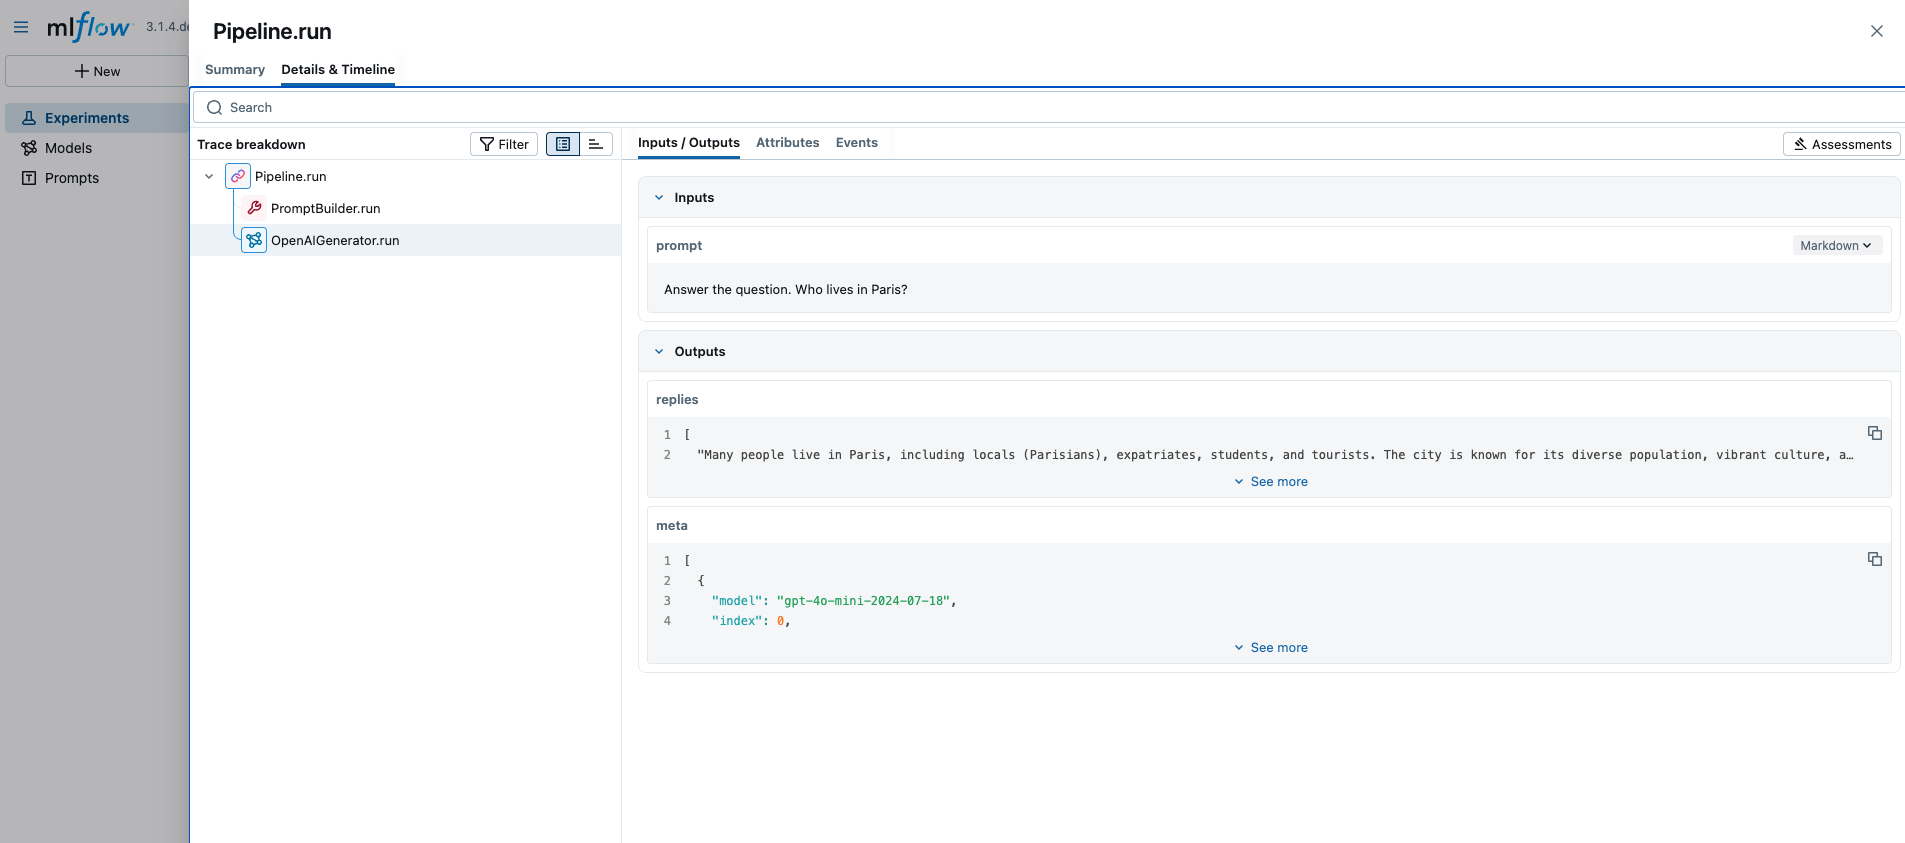 mlflow 3.1.4.de
New
Experiments
Models
Prompts
Pipeline.run
Summary Details & Timeline
Search
Trace breakdown
Filter
Pipeline.run
PromptBuilder.run
OpenAIGenerator.run
Inputs / Outputs Attributes Events
Assessments
Inputs
prompt
Markdown
Answer the question. Who lives in Paris?
Outputs
replies
1 [
2 "Many people live in Paris, including locals (Parisians), expatriates, students, and tourists. The city is known for its diverse population, vibrant culture, a…
See more
meta
1 [
2 {
3 "model": "gpt-4o-mini-2024-07-18",
4 "index": 0,
See more